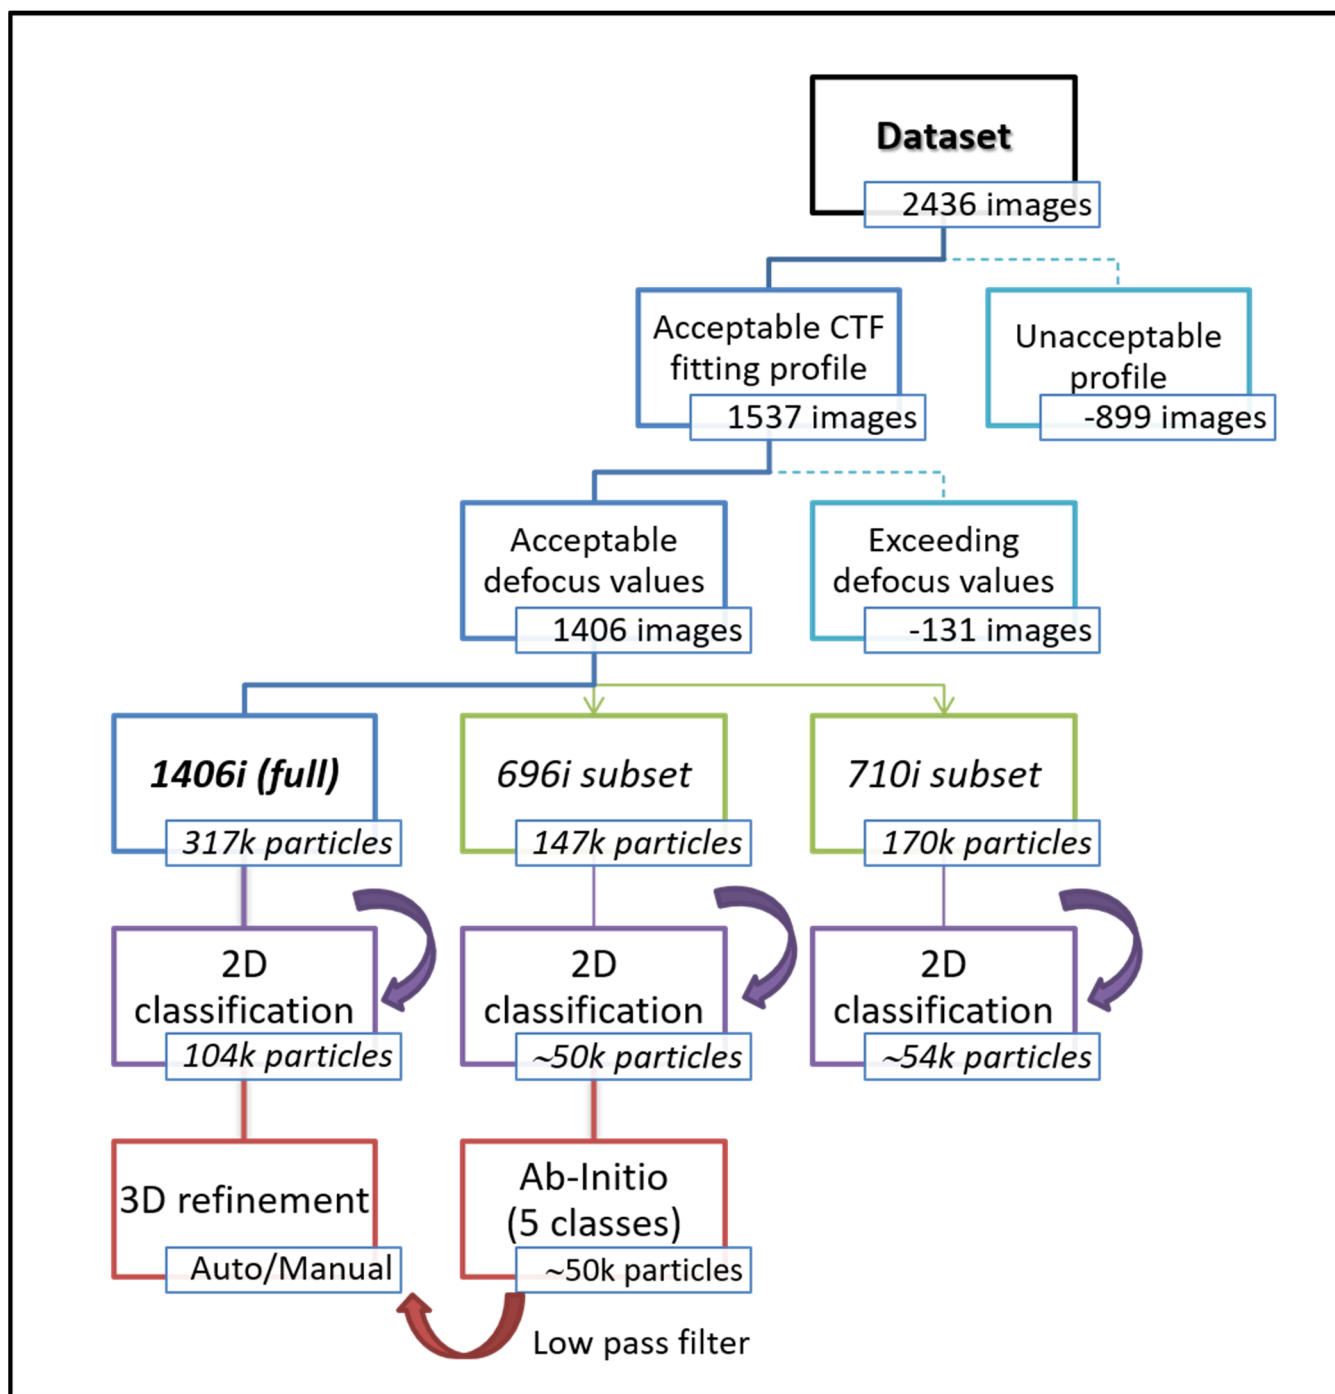 Dataset
2436 images
Acceptable CTF
fitting profile
1537 images
Unacceptable
profile
-899 images
Acceptable
defocus values
1406 images
Exceeding
defocus values
-131 images
1406i (full)
317k particles
696i subset
147k particles
710i subset
170k particles
2D
classification
104k particles
2D
classification
~50k particles
2D
classification
~54k particles
3D refinement
Auto/Manual
Ab-Initio
(5 classes)
~50k particles
Low pass filter